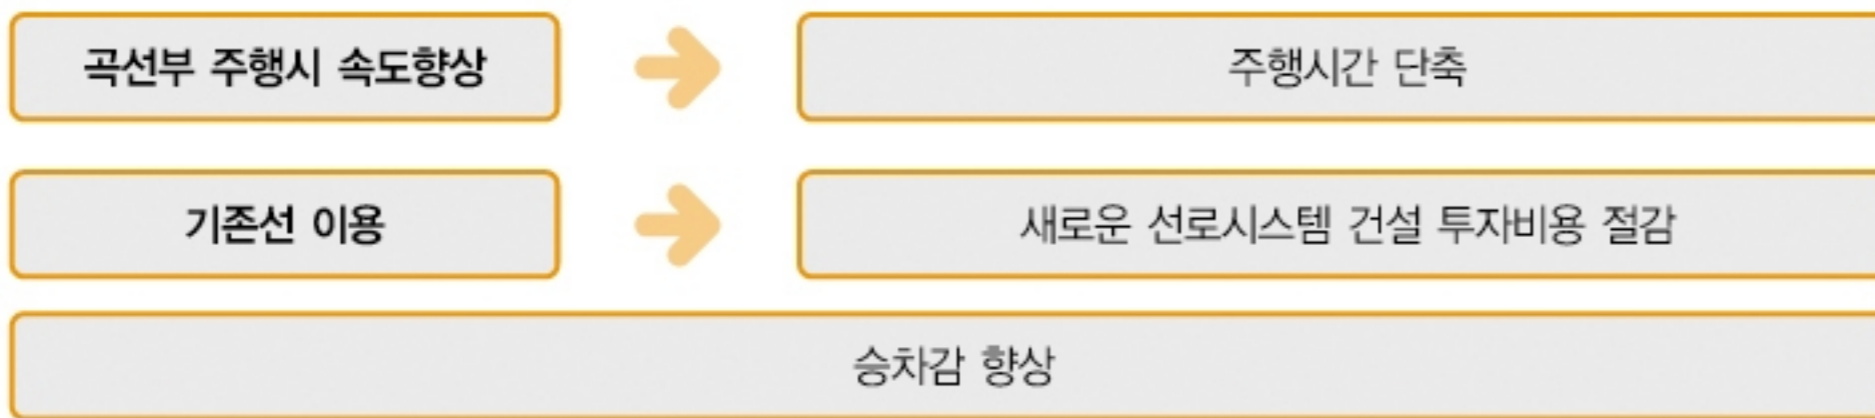 곡선부 주행시 속도향상
주행시간 단축
기존선 이용
새로운 선로시스템 건설 투자비용 절감
승차감 향상